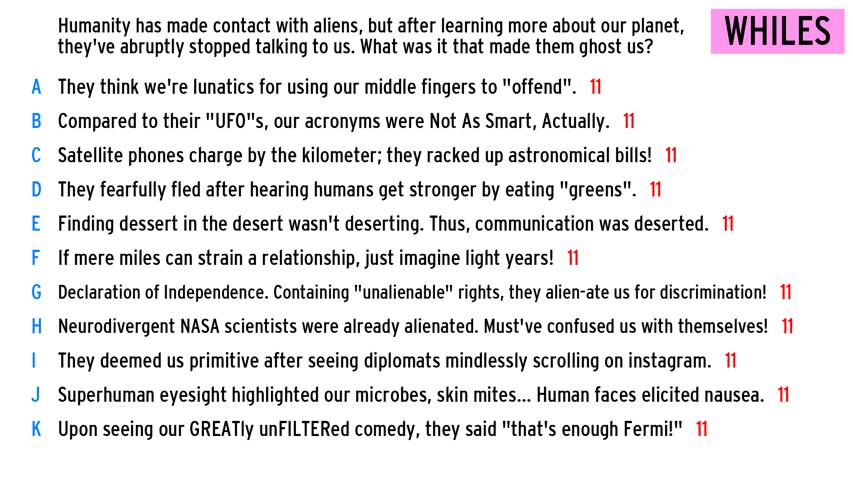 Humanity has made contact with aliens, but after learning more about our planet,
they've abruptly stopped talking to us. What was it that made them ghost us?
WHILES
A They think we're lunatics for using our middle fingers to "offend". 11
B Compared to their "UFO"s, our acronyms were Not As Smart, Actually. 11
C Satellite phones charge by the kilometer; they racked up astronomical bills! 11
D They fearfully fled after hearing humans get stronger by eating "greens". 11
E Finding dessert in the desert wasn't deserting. Thus, communication was deserted. 11
F If mere miles can strain a relationship, just imagine light years! 11
G Declaration of Independence. Containing "unalienable" rights, they alien-ate us for discrimination! 11
H Neurodivergent NASA scientists were already alienated. Must've confused us with themselves! 11
I They deemed us primitive after seeing diplomats mindlessly scrolling on instagram. 11
J Superhuman eyesight highlighted our microbes, skin mites... Human faces elicited nausea. 11
K Upon seeing our GREATly unFILTERed comedy, they said "that's enough Fermi!" 11